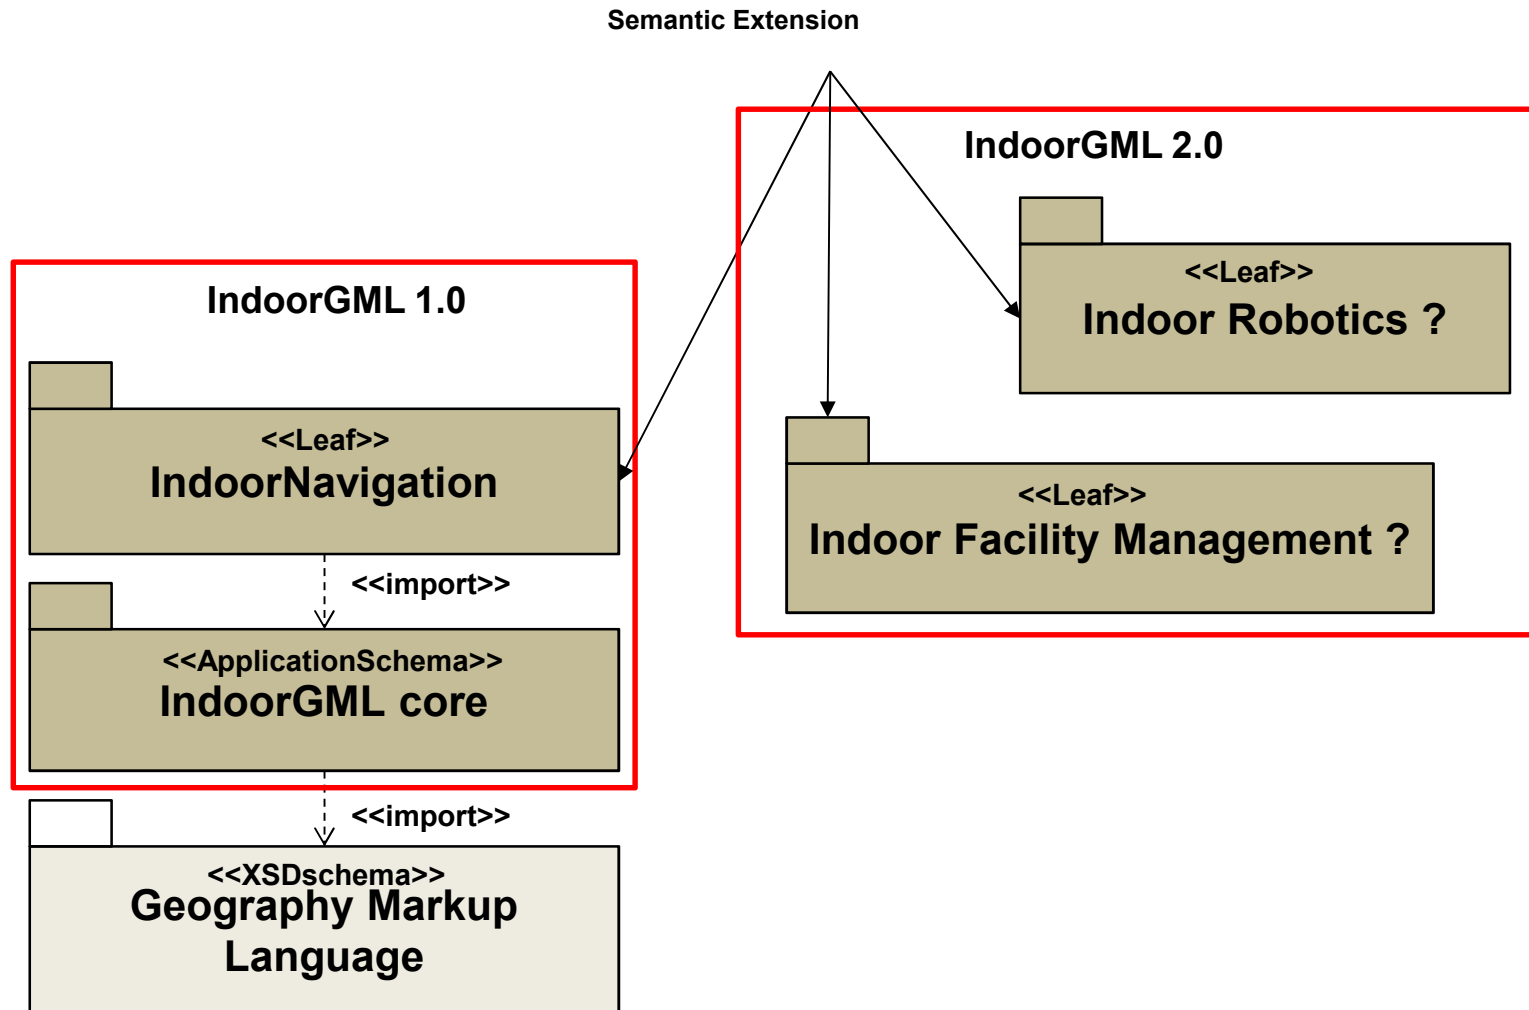 Semantic Extension
IndoorGML 2.0
<<Leaf>>
Indoor Robotics ?
<<Leaf>>
Indoor Facility Management ?
IndoorGML 1.0
<<Leaf>>
IndoorNavigation
<<import>>
<<ApplicationSchema>>
IndoorGML core
<<import>>
<<XSDschema>>
Geography Markup
Language